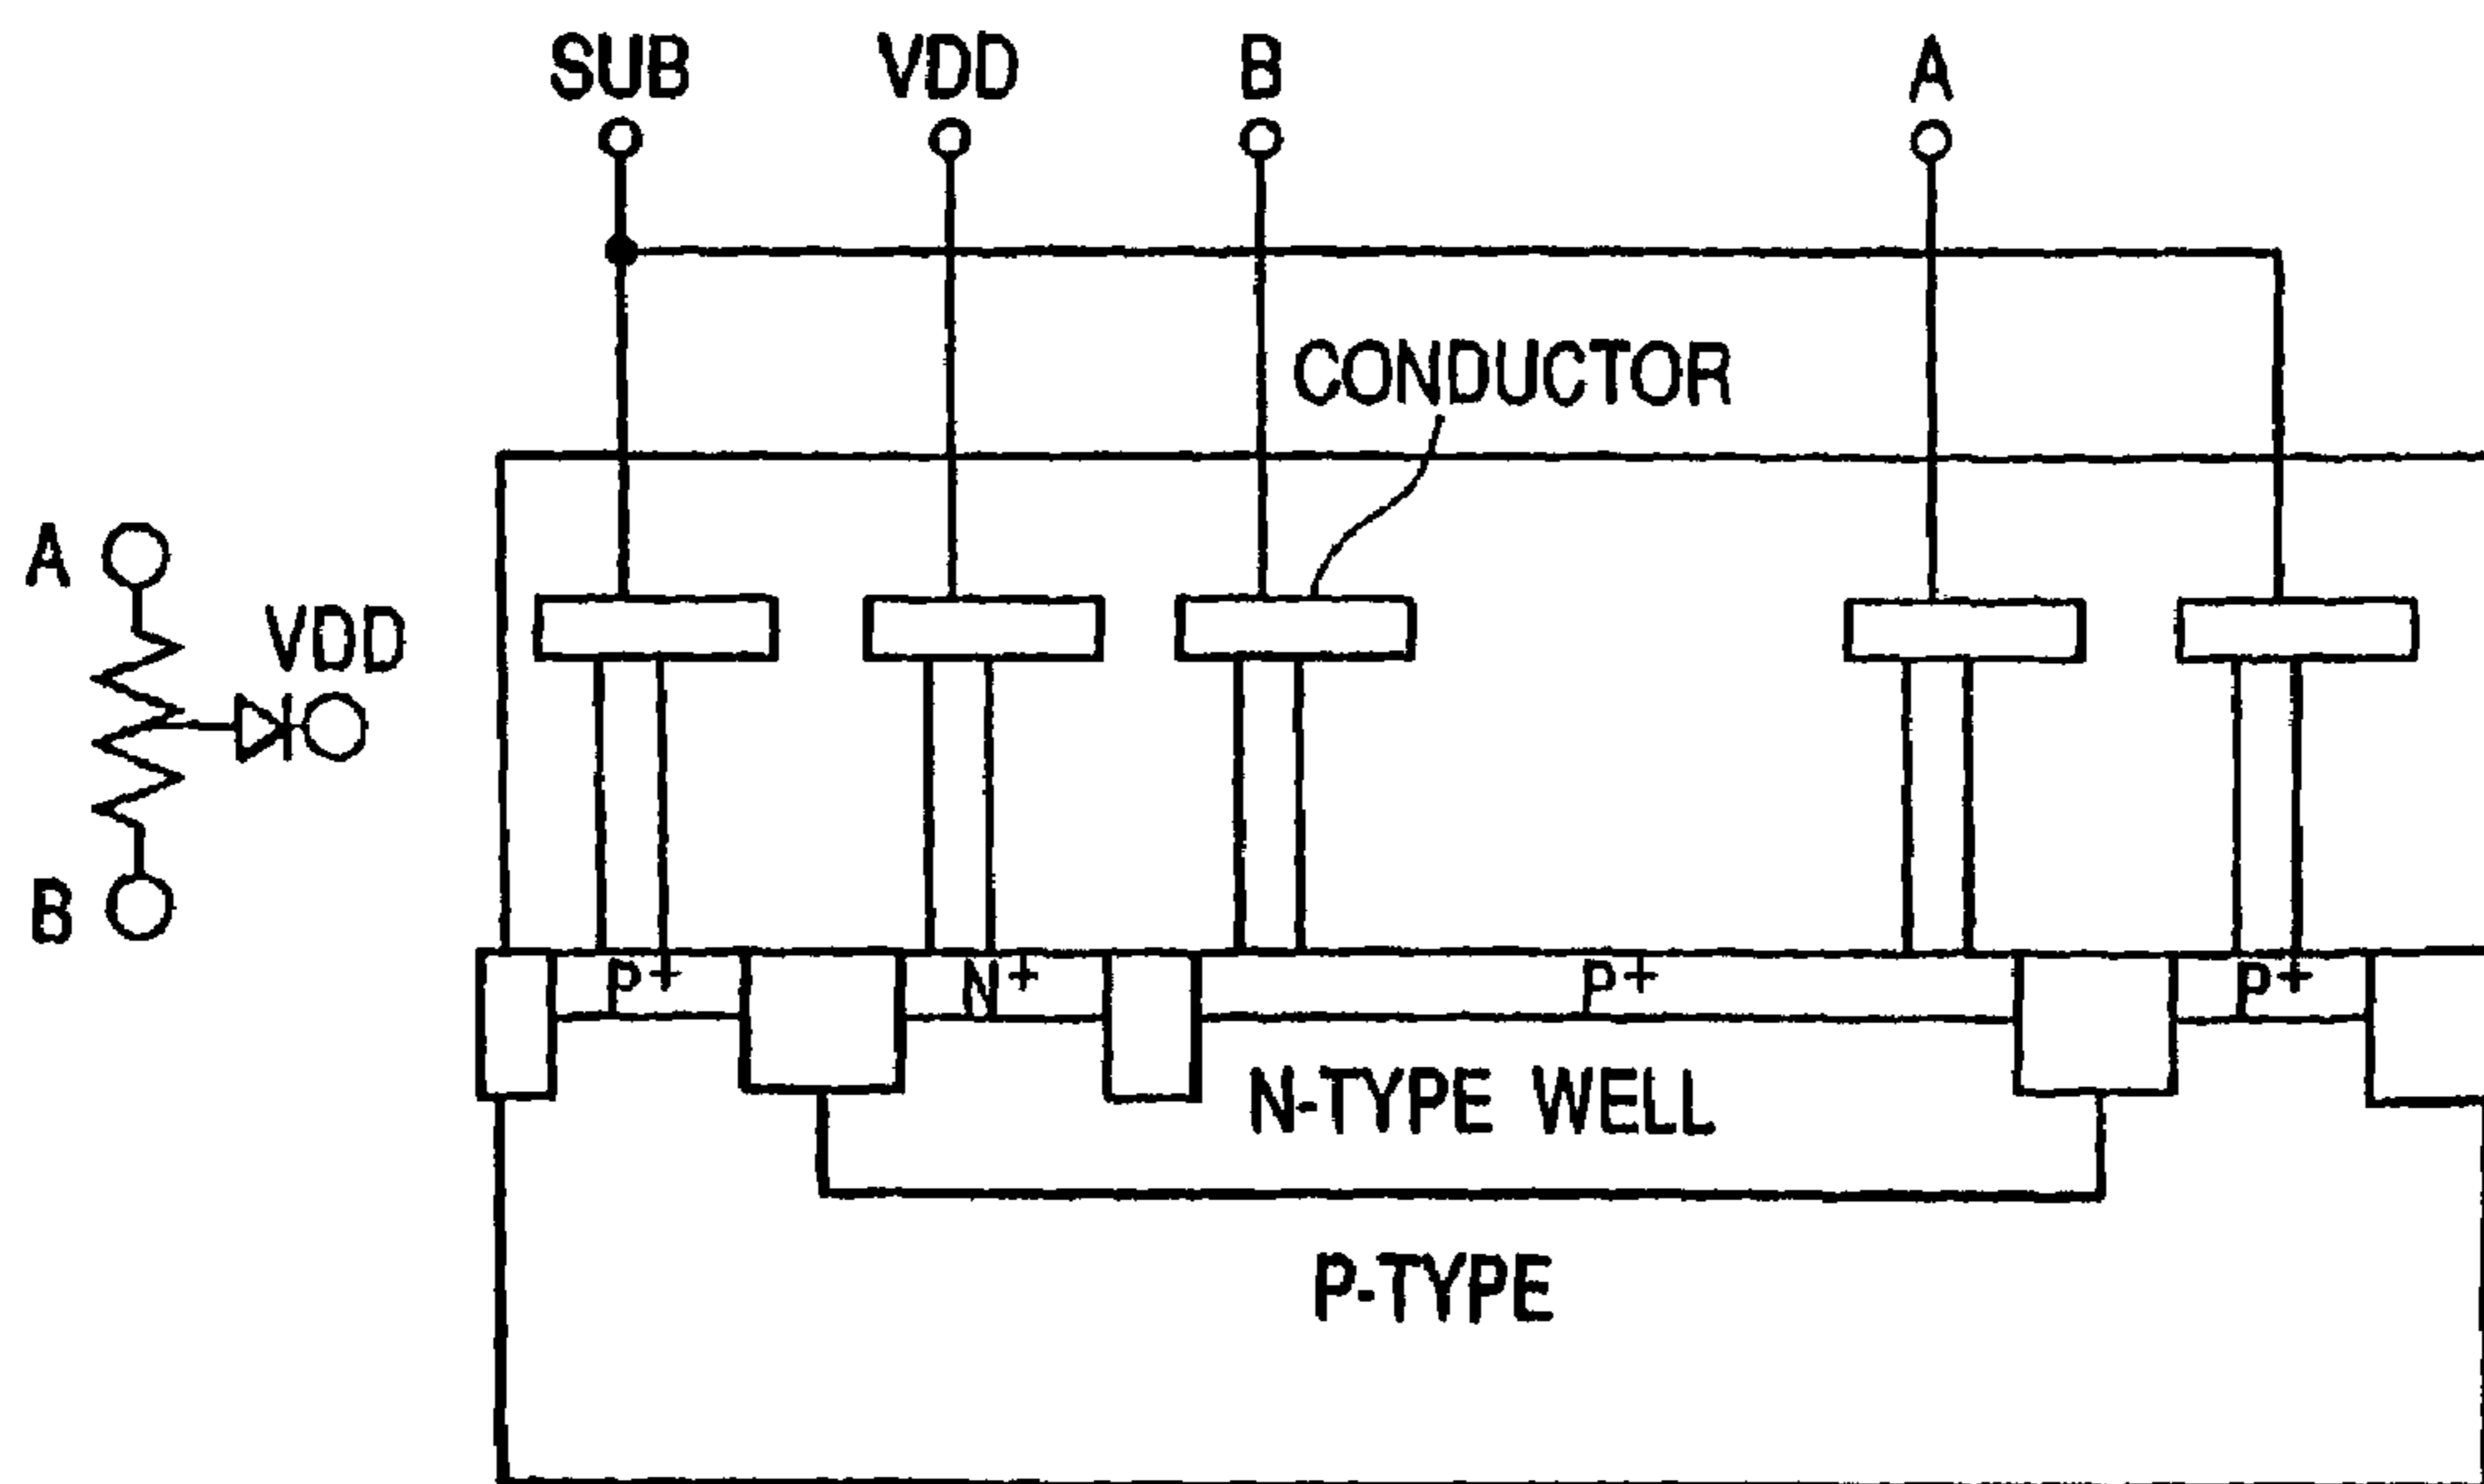 SUB VDD B A
CONDUCTOR
A
VDD
B
P+ N+ P+ P+
N-TYPE WELL
P-TYPE